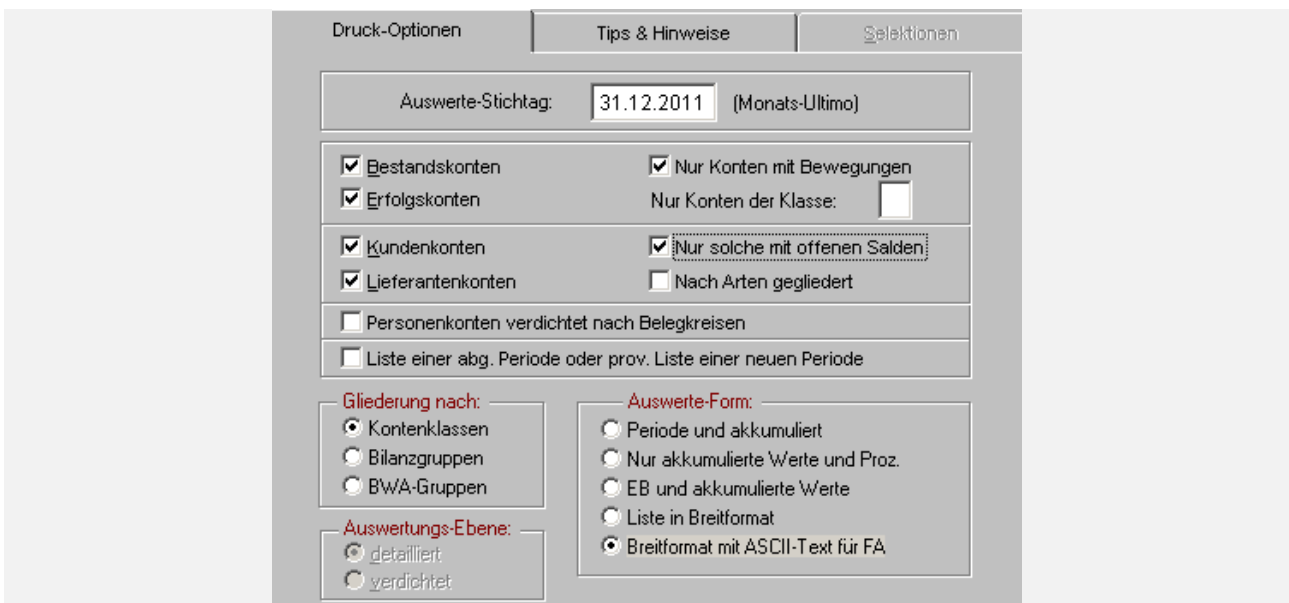 Druck-Optionen Tips & Hinweise Selektionen
Auswerte-Stichtag: 31.12.2011 (Monats-Ultimo)
Bestandskonten Nur Konten mit Bewegungen
Erfolgskonten Nur Konten der Klasse:
Kundenkonten Nur solche mit offenen Salden
Lieferantenkonten Nach Arten gegliedert
Personenkonten verdichtet nach Belegkreisen
Liste einer abg. Periode oder prov. Liste einer neuen Periode
Gliederung nach:
Kontenklassen
Bilanzgruppen
BWA-Gruppen
Auswertungs-Ebene:
detailliert
verdichtet
Auswerte-Form:
Periode und akkumuliert
Nur akkumulierte Werte und Proz.
EB und akkumulierte Werte
Liste in Breitformat
Breitformat mit ASCII-Text für FA